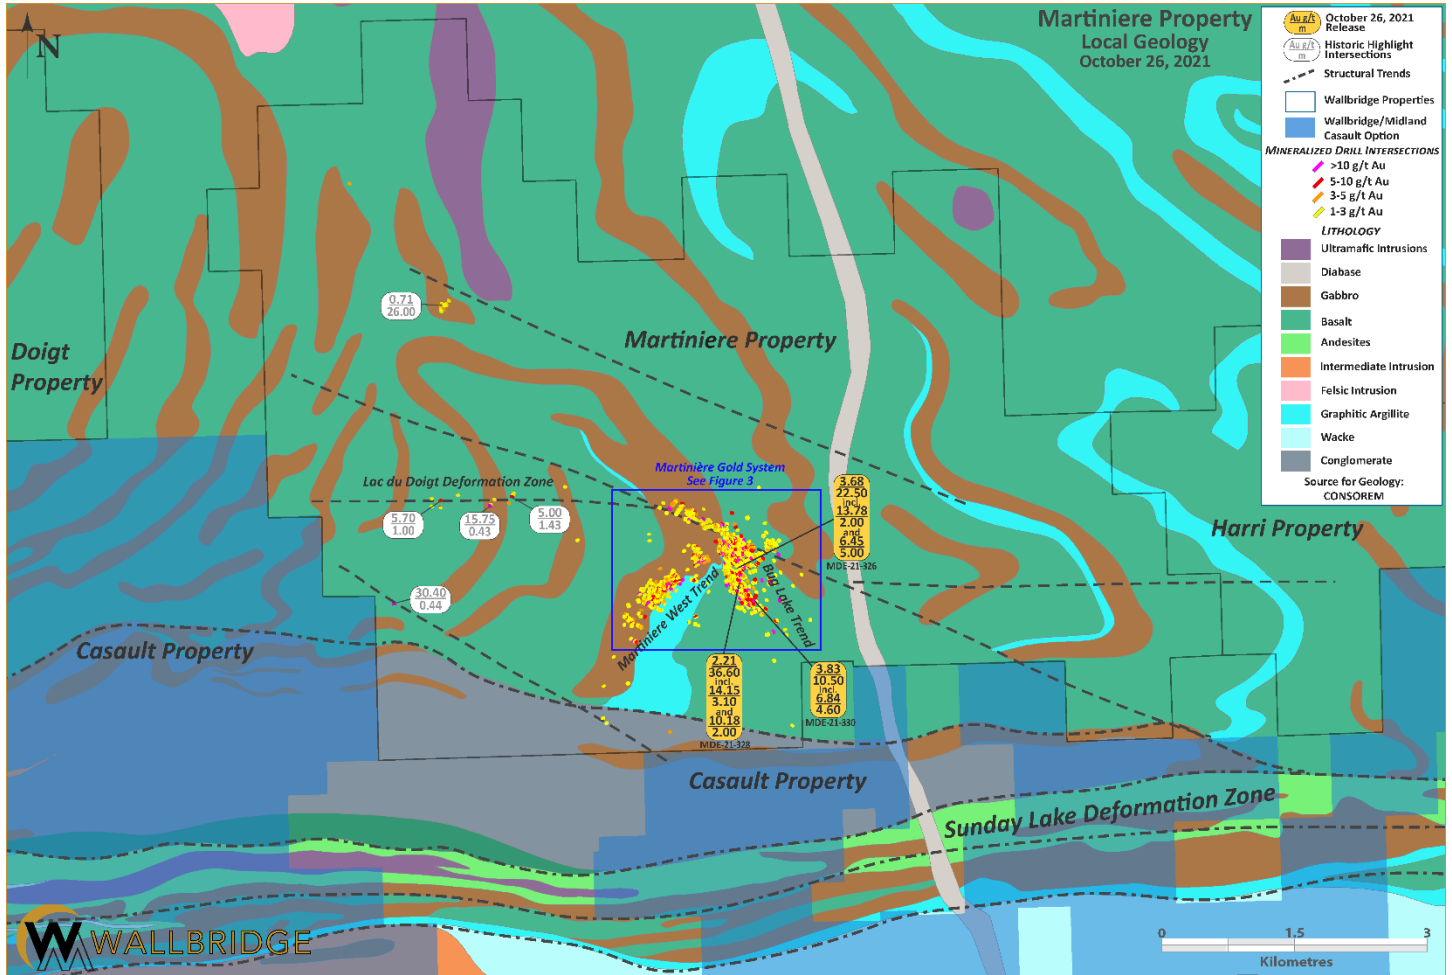 Martiniere Property
Local Geology
October 26, 2021
N
Au g/t
m
October 26, 2021
Release
Au g/t
m
Historic Highlight
Intersections
Structural Trends
Wallbridge Properties
Wallbridge/Midland
Casault Option
MINERALIZED DRILL INTERSECTIONS
>10 g/t Au
5-10 g/t Au
3-5 g/t Au
1-3 g/t Au
LITHOLOGY
Ultramafic Intrusions
Diabase
Gabbro
Basalt
Andesites
Intermediate Intrusion
Felsic Intrusion
Graphitic Argillite
Wacke
Conglomerate
Source for Geology:
CONSOREM
0.71
26.00
Martiniere Property
Doigt
Property
Martinière Gold System
See Figure 3
Lac du Doigt Deformation Zone
5.70
1.00
15.75
0.43
5.00
1.43
3.68
22.50
incl.
13.78
2.00
and
6.45
5.00
MDE-21-326
Harri Property
30.40
0.44
Martiniere West Trend
Bug Lake Trend
Casault Property
2.21
36.60
incl.
14.15
3.10
and
10.18
2.00
MDE-21-328
3.83
10.50
incl.
6.84
4.60
MDE-21-330
Casault Property
Sunday Lake Deformation Zone
WALLBRIDGE
0
1.5
3
Kilometres